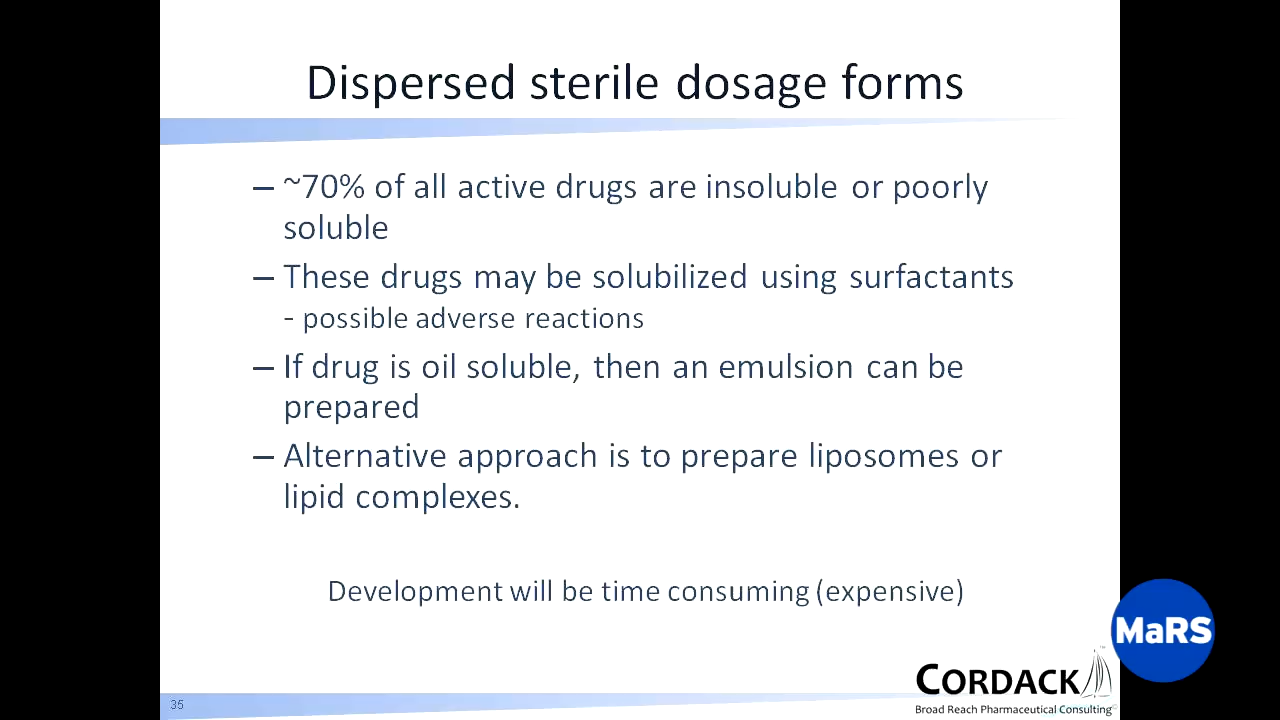 Dispersed sterile dosage forms
– ~70% of all active drugs are insoluble or poorly
soluble
– These drugs may be solubilized using surfactants
- possible adverse reactions
– If drug is oil soluble, then an emulsion can be
prepared
– Alternative approach is to prepare liposomes or
lipid complexes.
Development will be time consuming (expensive)
MaRS
CORDACK™
Broad Reach Pharmaceutical Consulting©
35